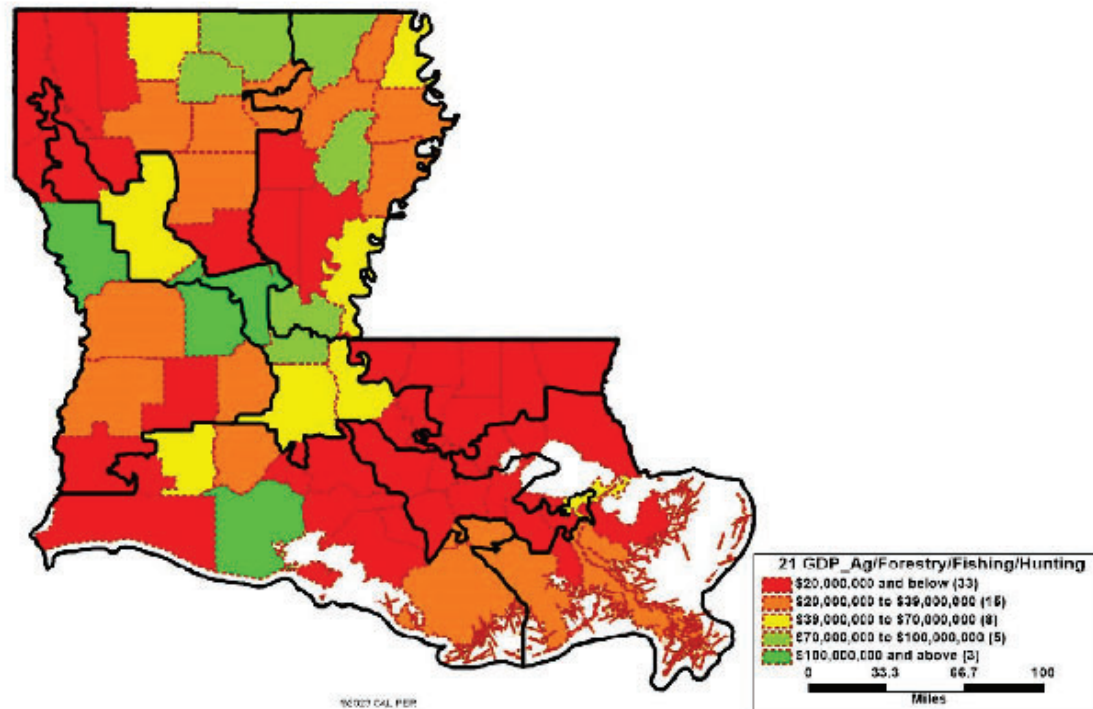 21 GDP_Ag/Forestry/Fishing/Hunting
$20,000,000 and below (33)
$20,000,000 to $39,000,000 (15)
$39,000,000 to $70,000,000 (8)
$70,000,000 to $100,000,000 (5)
$100,000,000 and above (3)
0 33.3 66.7 100
Miles